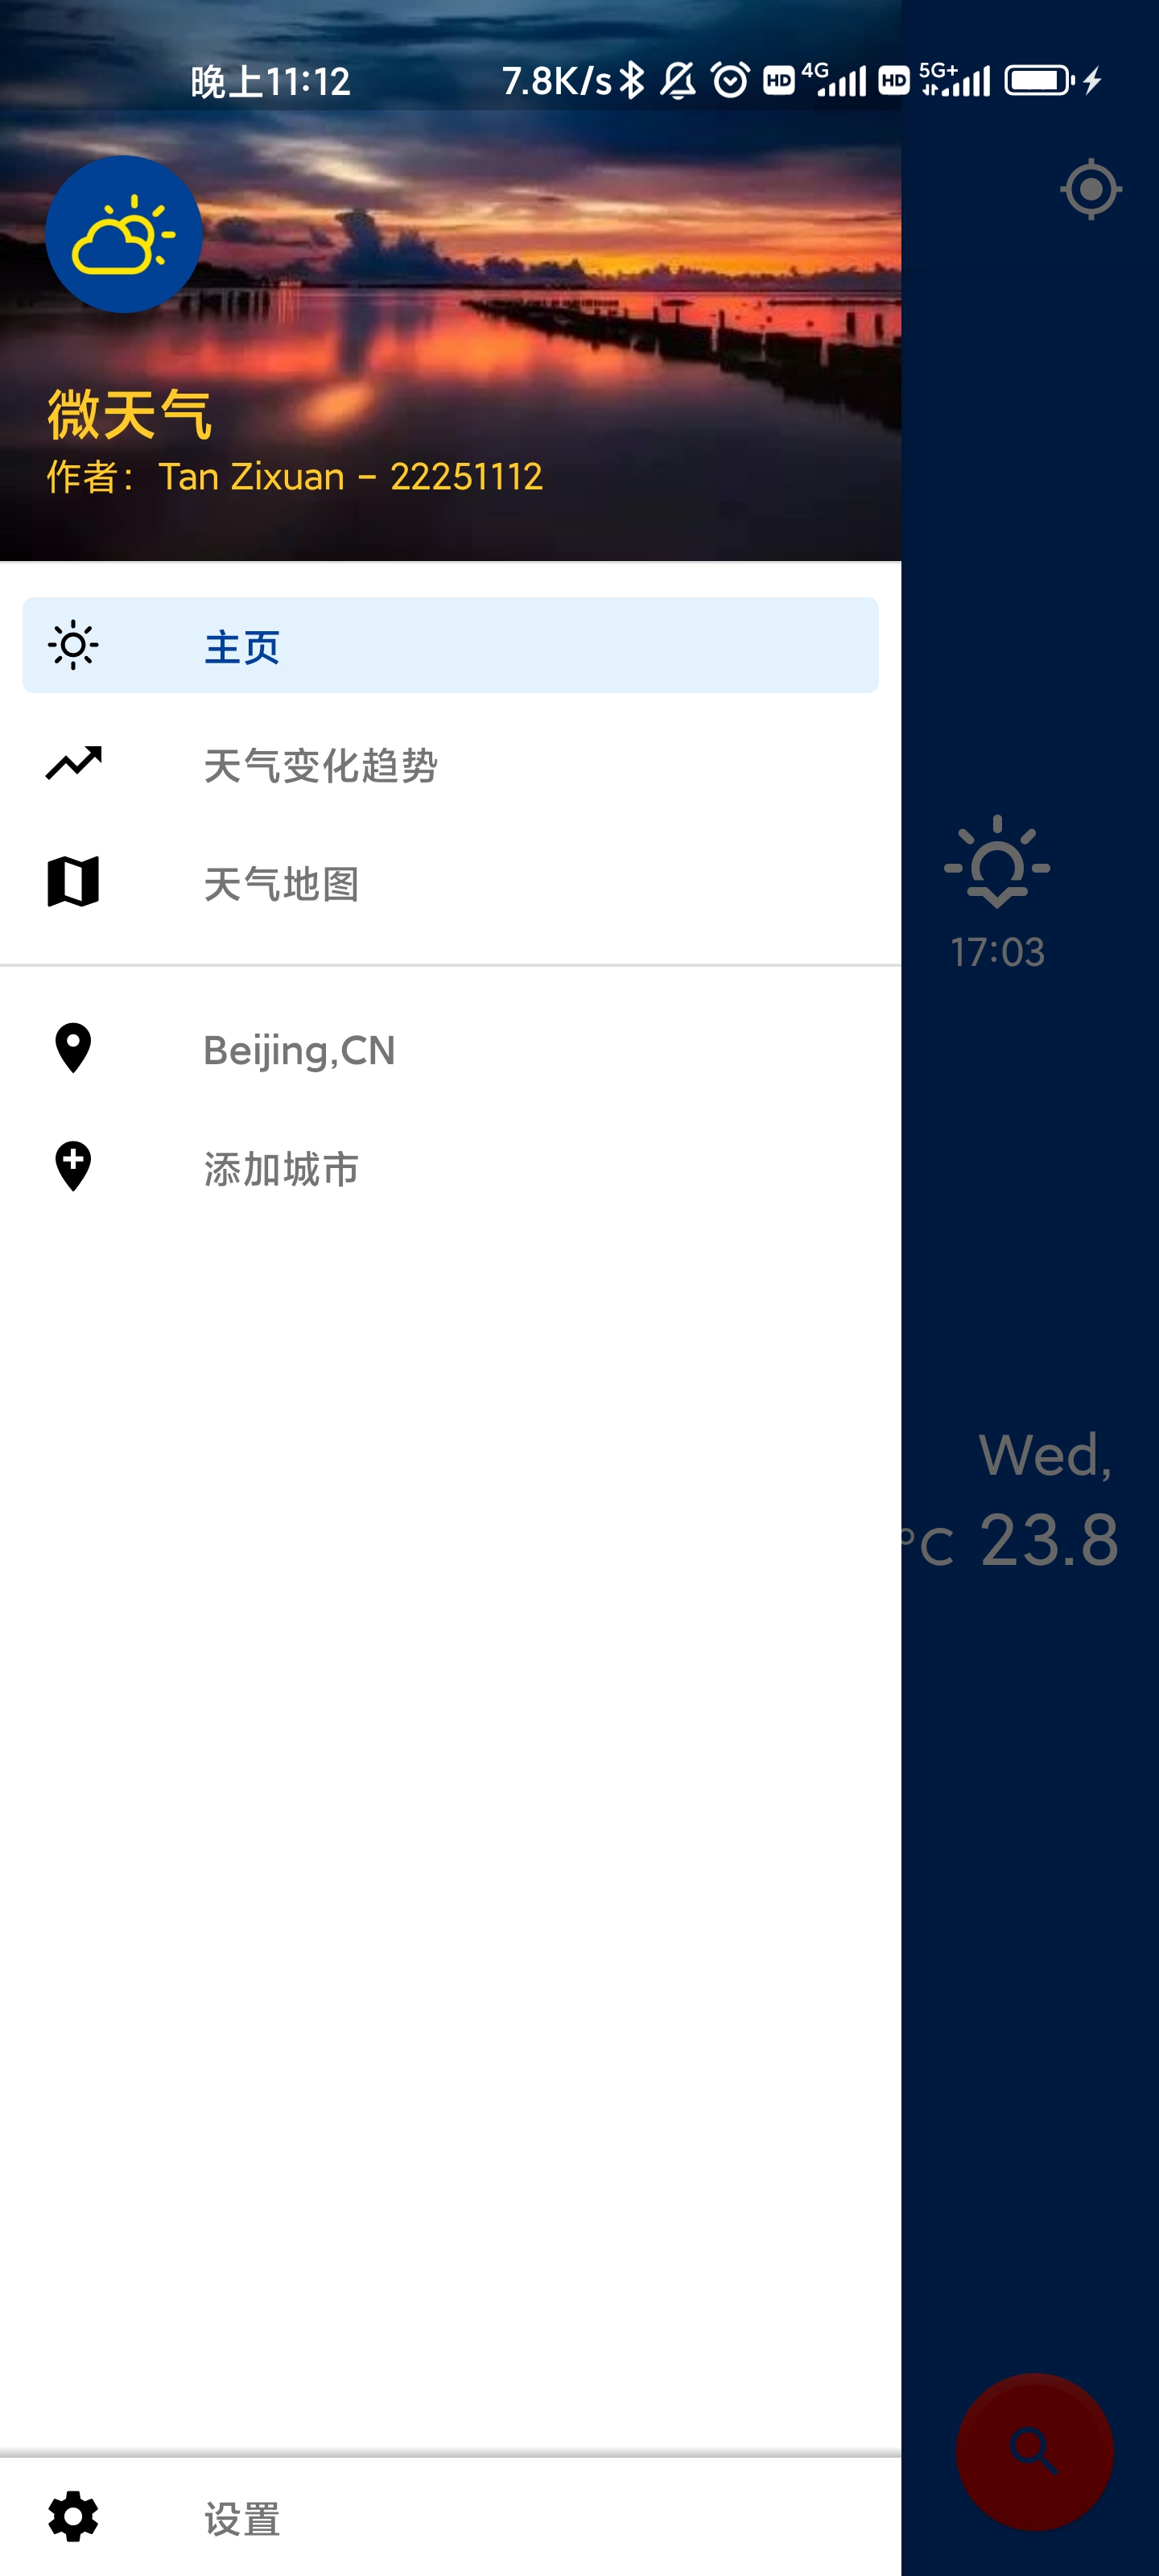 晚上11:12 7.8K/s HD 4G HD 5G+
微天气
作者：Tan Zixuan - 22251112
主页
天气变化趋势
天气地图
17:03
Beijing,CN
添加城市
Wed,
°C 23.8
设置